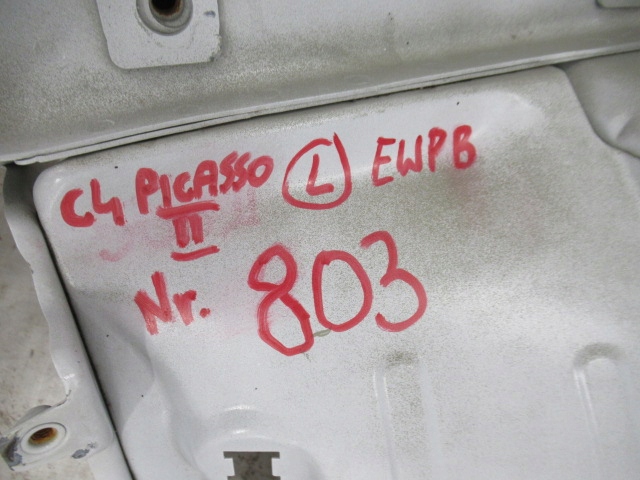 C4 PICASSO L EWPB
II
Nr. 803